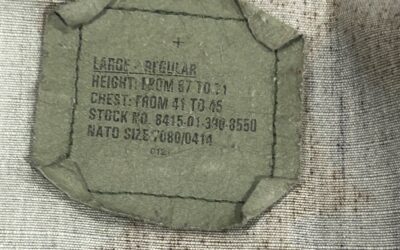 LARGE - REGULAR
HEIGHT: FROM 67 TO 71
CHEST: FROM 41 TO 45
STOCK NO. 8415-01-390-8550
NATO SIZE 7080/0414